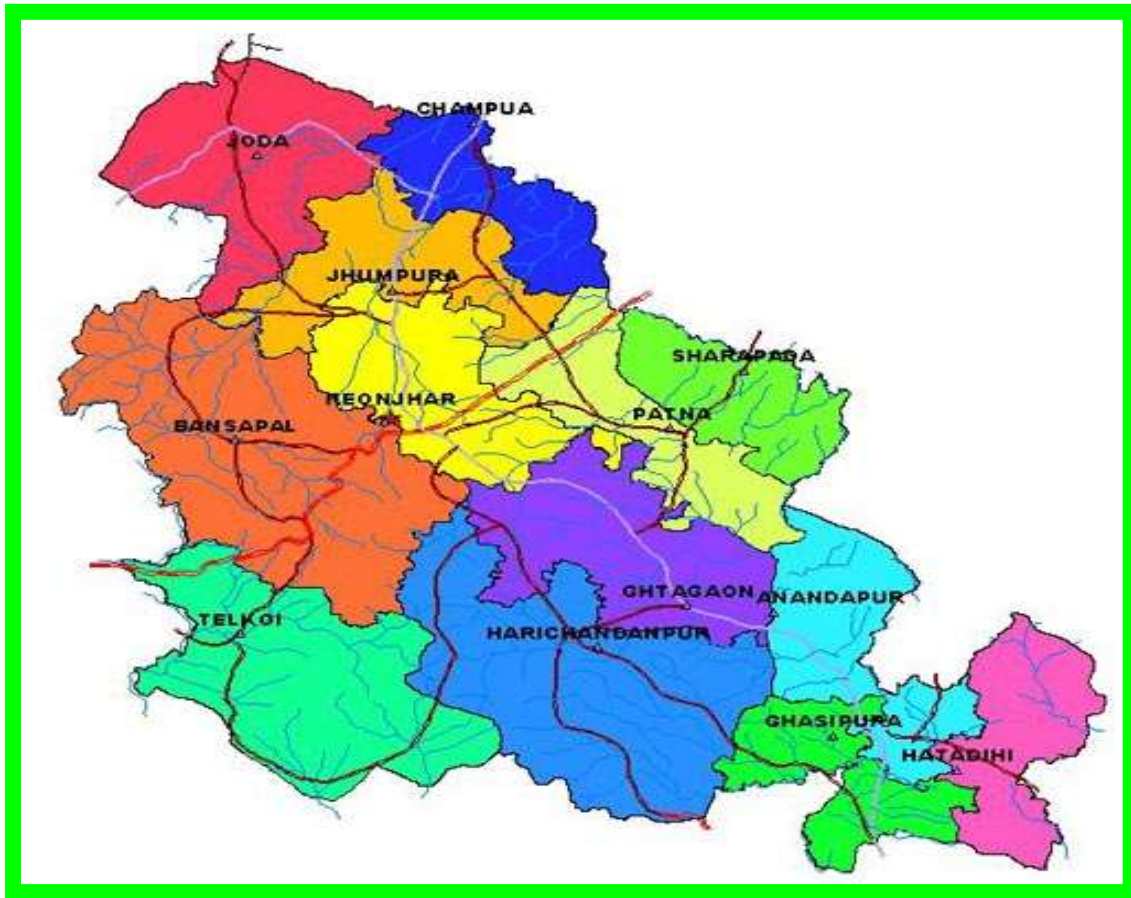 CHAMPUA
JODA
JHUMPURA
SHARAPADA
KEONJHAR
PATNA
BANSAPAL
GHTAGAON
ANANDAPUR
TELKOI
HARICHANDANPUR
GHASIPURA
HATADIHI